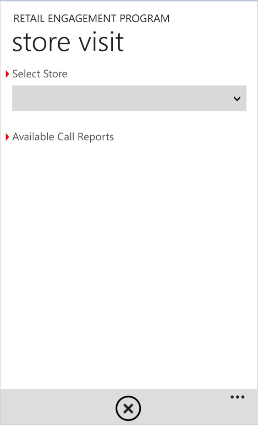 RETAIL ENGAGEMENT PROGRAM
store visit
Select Store
Available Call Reports